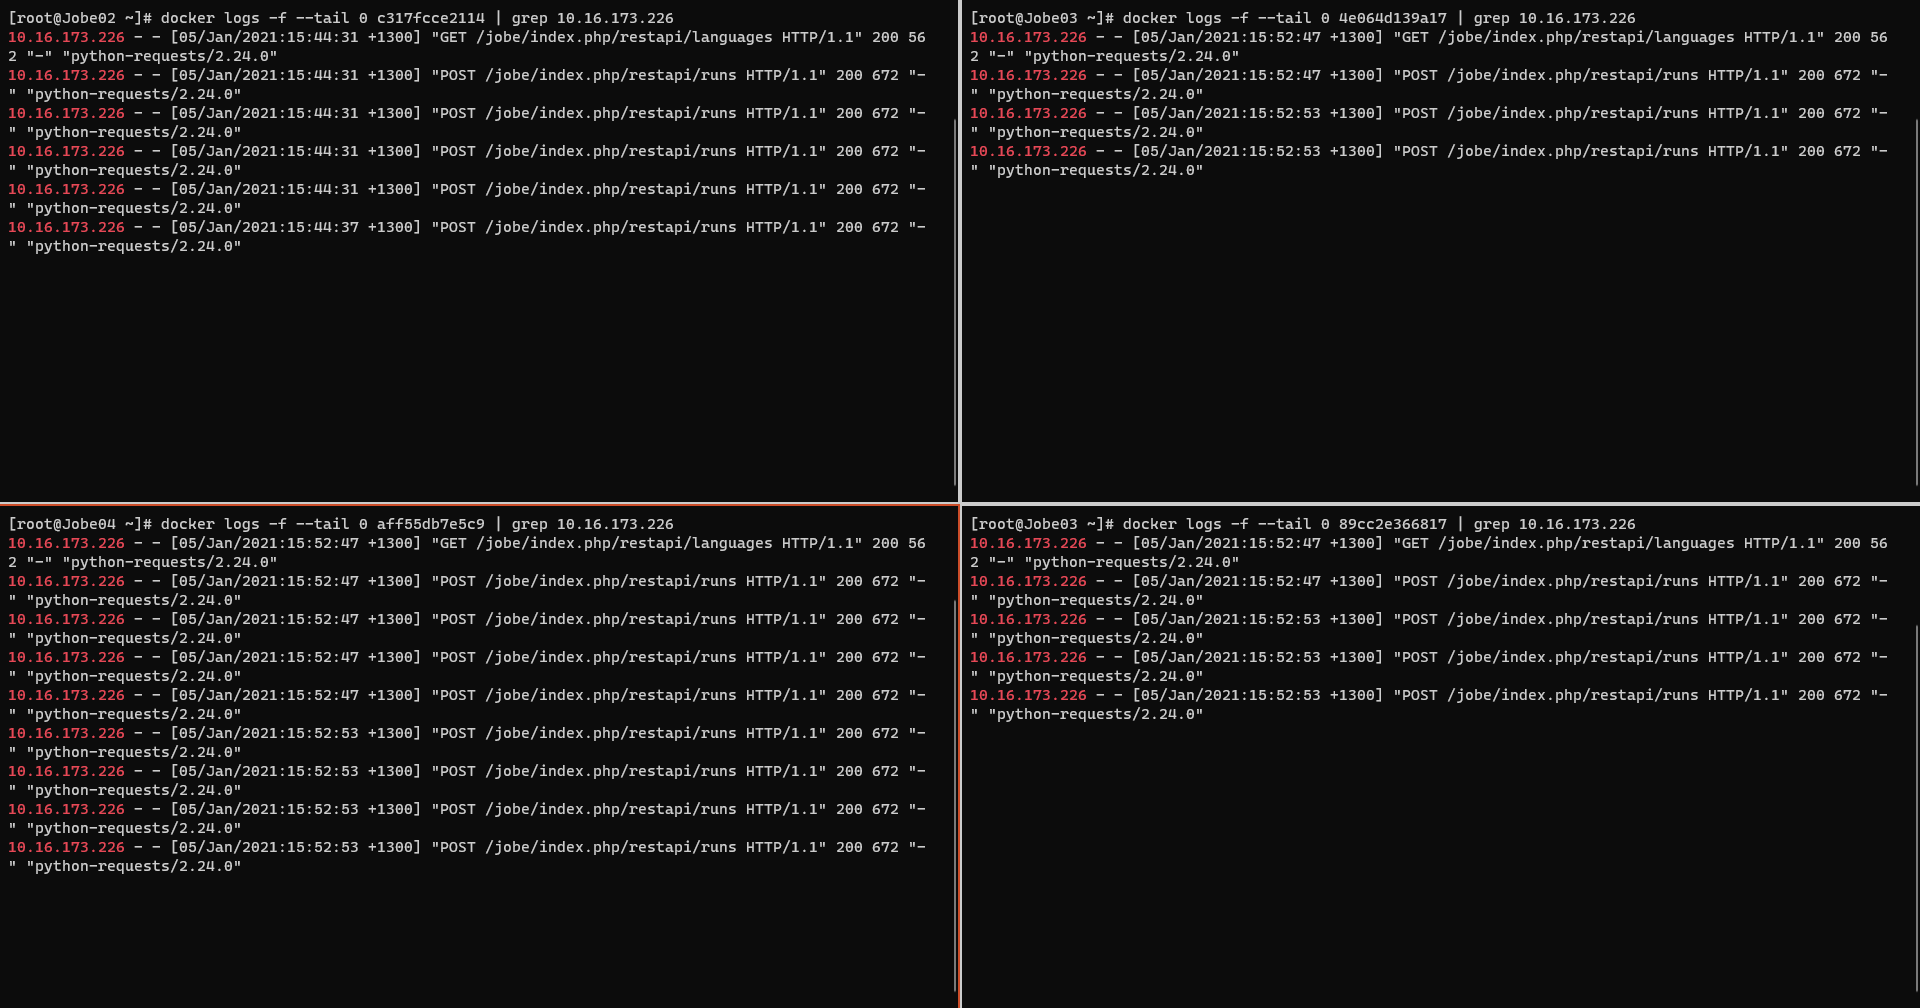 [root@Jobe02 ~]# docker logs -f --tail 0 c317fcce2114 | grep 10.16.173.226
10.16.173.226 - - [05/Jan/2021:15:44:31 +1300] "GET /jobe/index.php/restapi/languages HTTP/1.1" 200 56
2 "-" "python-requests/2.24.0"
10.16.173.226 - - [05/Jan/2021:15:44:31 +1300] "POST /jobe/index.php/restapi/runs HTTP/1.1" 200 672 "-
" "python-requests/2.24.0"
10.16.173.226 - - [05/Jan/2021:15:44:31 +1300] "POST /jobe/index.php/restapi/runs HTTP/1.1" 200 672 "-
" "python-requests/2.24.0"
10.16.173.226 - - [05/Jan/2021:15:44:31 +1300] "POST /jobe/index.php/restapi/runs HTTP/1.1" 200 672 "-
" "python-requests/2.24.0"
10.16.173.226 - - [05/Jan/2021:15:44:31 +1300] "POST /jobe/index.php/restapi/runs HTTP/1.1" 200 672 "-
" "python-requests/2.24.0"
10.16.173.226 - - [05/Jan/2021:15:44:37 +1300] "POST /jobe/index.php/restapi/runs HTTP/1.1" 200 672 "-
" "python-requests/2.24.0"
[root@Jobe03 ~]# docker logs -f --tail 0 4e064d139a17 | grep 10.16.173.226
10.16.173.226 - - [05/Jan/2021:15:52:47 +1300] "GET /jobe/index.php/restapi/languages HTTP/1.1" 200 56
2 "-" "python-requests/2.24.0"
10.16.173.226 - - [05/Jan/2021:15:52:47 +1300] "POST /jobe/index.php/restapi/runs HTTP/1.1" 200 672 "-
" "python-requests/2.24.0"
10.16.173.226 - - [05/Jan/2021:15:52:53 +1300] "POST /jobe/index.php/restapi/runs HTTP/1.1" 200 672 "-
" "python-requests/2.24.0"
10.16.173.226 - - [05/Jan/2021:15:52:53 +1300] "POST /jobe/index.php/restapi/runs HTTP/1.1" 200 672 "-
" "python-requests/2.24.0"
[root@Jobe04 ~]# docker logs -f --tail 0 aff55db7e5c9 | grep 10.16.173.226
10.16.173.226 - - [05/Jan/2021:15:52:47 +1300] "GET /jobe/index.php/restapi/languages HTTP/1.1" 200 56
2 "-" "python-requests/2.24.0"
10.16.173.226 - - [05/Jan/2021:15:52:47 +1300] "POST /jobe/index.php/restapi/runs HTTP/1.1" 200 672 "-
" "python-requests/2.24.0"
10.16.173.226 - - [05/Jan/2021:15:52:47 +1300] "POST /jobe/index.php/restapi/runs HTTP/1.1" 200 672 "-
" "python-requests/2.24.0"
10.16.173.226 - - [05/Jan/2021:15:52:47 +1300] "POST /jobe/index.php/restapi/runs HTTP/1.1" 200 672 "-
" "python-requests/2.24.0"
10.16.173.226 - - [05/Jan/2021:15:52:47 +1300] "POST /jobe/index.php/restapi/runs HTTP/1.1" 200 672 "-
" "python-requests/2.24.0"
10.16.173.226 - - [05/Jan/2021:15:52:53 +1300] "POST /jobe/index.php/restapi/runs HTTP/1.1" 200 672 "-
" "python-requests/2.24.0"
10.16.173.226 - - [05/Jan/2021:15:52:53 +1300] "POST /jobe/index.php/restapi/runs HTTP/1.1" 200 672 "-
" "python-requests/2.24.0"
10.16.173.226 - - [05/Jan/2021:15:52:53 +1300] "POST /jobe/index.php/restapi/runs HTTP/1.1" 200 672 "-
" "python-requests/2.24.0"
10.16.173.226 - - [05/Jan/2021:15:52:53 +1300] "POST /jobe/index.php/restapi/runs HTTP/1.1" 200 672 "-
" "python-requests/2.24.0"
[root@Jobe03 ~]# docker logs -f --tail 0 89cc2e366817 | grep 10.16.173.226
10.16.173.226 - - [05/Jan/2021:15:52:47 +1300] "GET /jobe/index.php/restapi/languages HTTP/1.1" 200 56
2 "-" "python-requests/2.24.0"
10.16.173.226 - - [05/Jan/2021:15:52:47 +1300] "POST /jobe/index.php/restapi/runs HTTP/1.1" 200 672 "-
" "python-requests/2.24.0"
10.16.173.226 - - [05/Jan/2021:15:52:53 +1300] "POST /jobe/index.php/restapi/runs HTTP/1.1" 200 672 "-
" "python-requests/2.24.0"
10.16.173.226 - - [05/Jan/2021:15:52:53 +1300] "POST /jobe/index.php/restapi/runs HTTP/1.1" 200 672 "-
" "python-requests/2.24.0"
10.16.173.226 - - [05/Jan/2021:15:52:53 +1300] "POST /jobe/index.php/restapi/runs HTTP/1.1" 200 672 "-
" "python-requests/2.24.0"